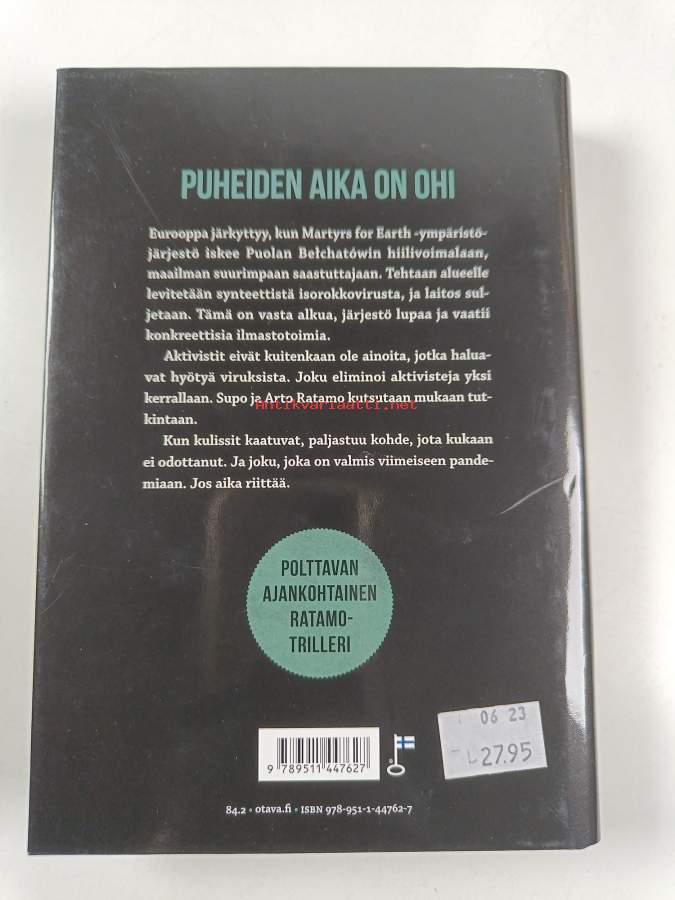 PUHEIDEN AIKA ON OHI
Eurooppa järkyttyy, kun Martyrs for Earth -ympäristö-
järjestö iskee Puolan Bełchatówin hiilivoimalaan,
maailman suurimpaan saastuttajaan. Tehtaan alueelle
levitetään synteettistä isorokkovirusta, ja laitos sul-
jetaan. Tämä on vasta alkua, järjestö lupaa ja vaatii
konkreettisia ilmastotoimia.
Aktivistit eivät kuitenkaan ole ainoita, jotka halua-
vat hyötyä viruksista. Joku eliminoi aktivisteja yksi
kerrallaan. Supo ja Arto Ratamo kutsutaan mukaan tut-
Antikvariaatti.net
kintaan.
Kun kulissit kaatuvat, paljastuu kohde, jota kukaan
ei odottanut. Ja joku, joka on valmis viimeiseen pande-
miaan. Jos aika riittää.
POLTTAVAN
AJANKOHTAINEN
RATAMO-
TRILLERI
06 23
27.95
9 789511 447627
84.2 • otava.fi • ISBN 978-951-1-44762-7